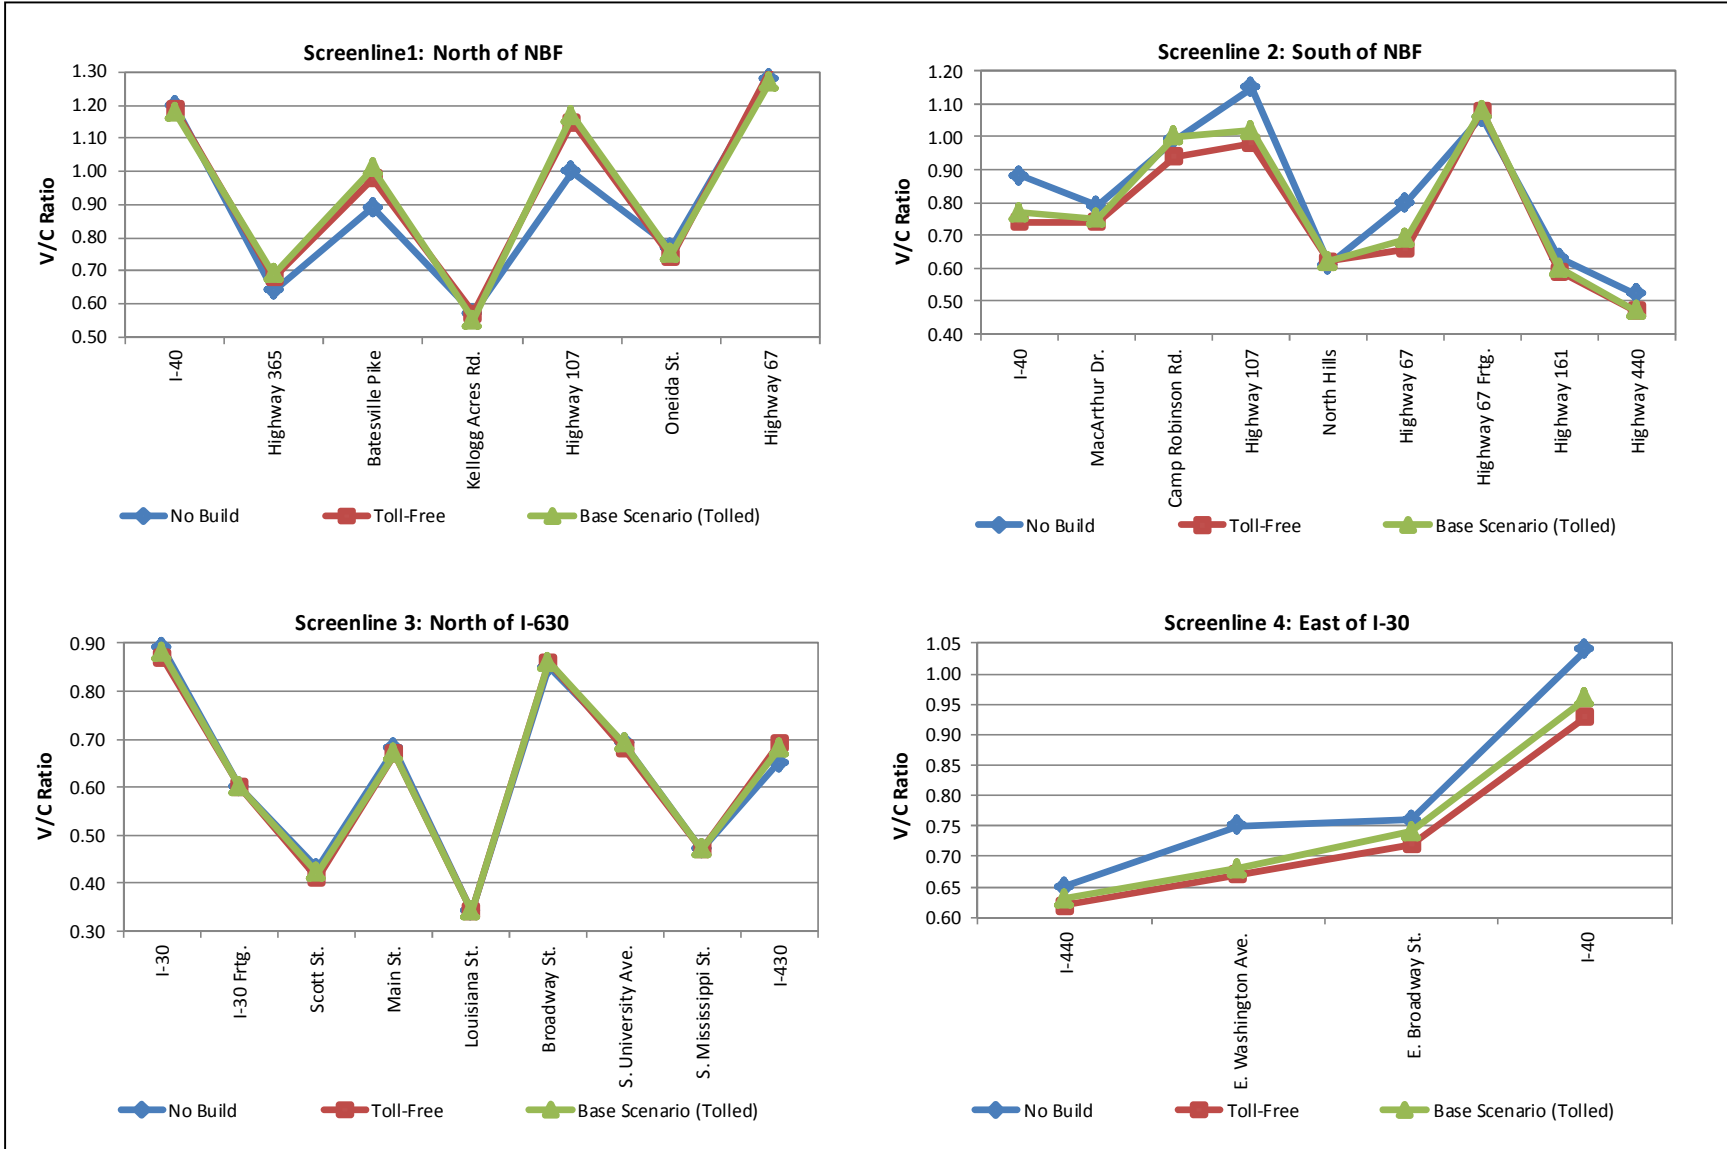 Screenline1: North of NBF
V/C Ratio
1.30
1.20
1.10
1.00
0.90
0.80
0.70
0.60
0.50
I-40
Highway 365
Batesville Pike
Kellogg Acres Rd.
Highway 107
Oneida St.
Highway 67
No Build
Toll-Free
Base Scenario (Tolled)
Screenline 2: South of NBF
V/C Ratio
1.20
1.10
1.00
0.90
0.80
0.70
0.60
0.50
0.40
I-40
MacArthur Dr.
Camp Robinson Rd.
Highway 107
North Hills
Highway 67
Highway 67 Frtg.
Highway 161
Highway 440
No Build
Toll-Free
Base Scenario (Tolled)
Screenline 3: North of I-630
V/C Ratio
0.90
0.80
0.70
0.60
0.50
0.40
0.30
I-30
I-30 Frtg.
Scott St.
Main St.
Louisiana St.
Broadway St.
S. University Ave.
S. Mississippi St.
I-430
No Build
Toll-Free
Base Scenario (Tolled)
Screenline 4: East of I-30
V/C Ratio
1.05
1.00
0.95
0.90
0.85
0.80
0.75
0.70
0.65
0.60
I-440
E. Washington Ave.
E. Broadway St.
I-40
No Build
Toll-Free
Base Scenario (Tolled)